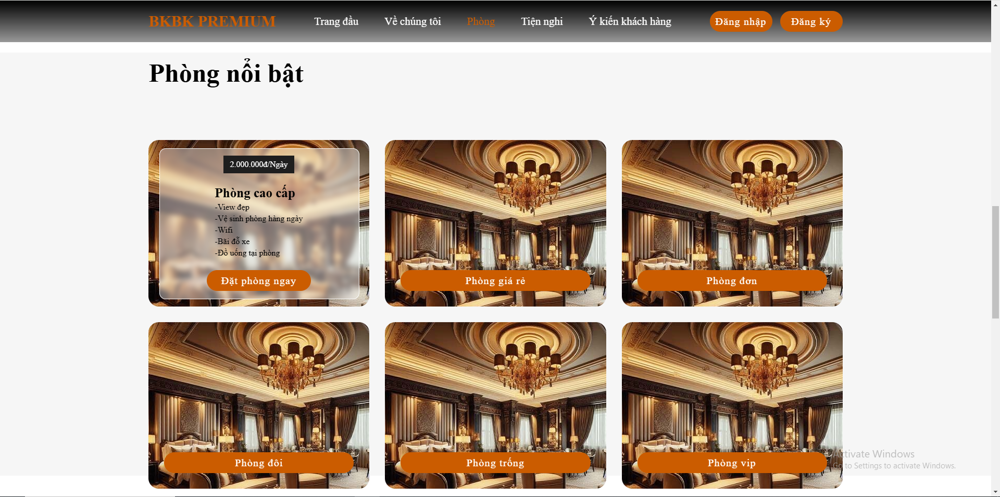 BKBK PREMIUM
Trang đầu
Về chúng tôi
Phòng
Tiện nghi
Ý kiến khách hàng
Đăng nhập
Đăng ký
Phòng nổi bật
2.000.000đ/Ngày
Phòng cao cấp
-View đẹp
-Vệ sinh phòng hàng ngày
-Wifi
-Bãi đỗ xe
-Đồ uống tại phòng
Đặt phòng ngay
Phòng giá rẻ
Phòng đơn
Phòng đôi
Phòng trống
Phòng vip
Activate Windows
Go to Settings to activate Windows.